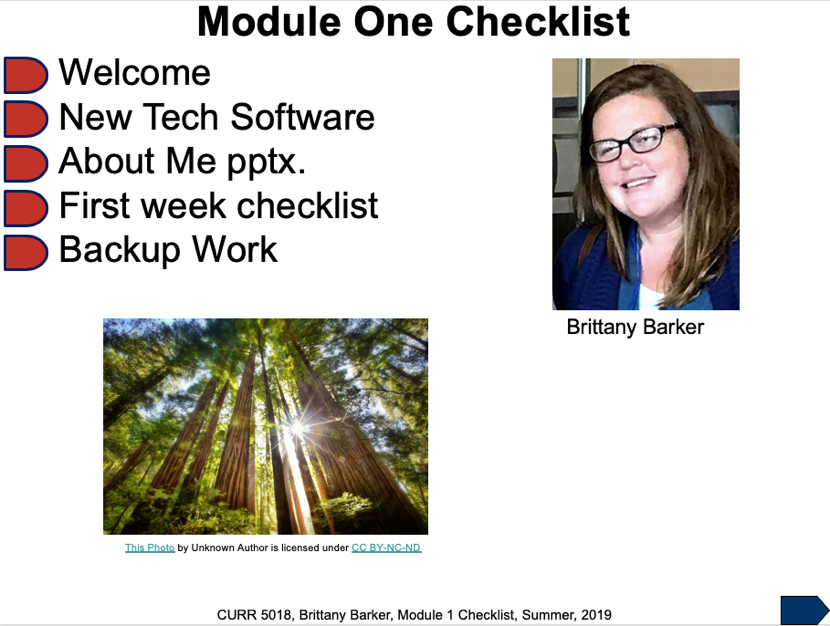 Module One Checklist
Welcome
New Tech Software
About Me pptx.
First week checklist
Backup Work
Brittany Barker
This Photo by Unknown Author is licensed under CC BY-NC-ND
CURR 5018, Brittany Barker, Module 1 Checklist, Summer, 2019